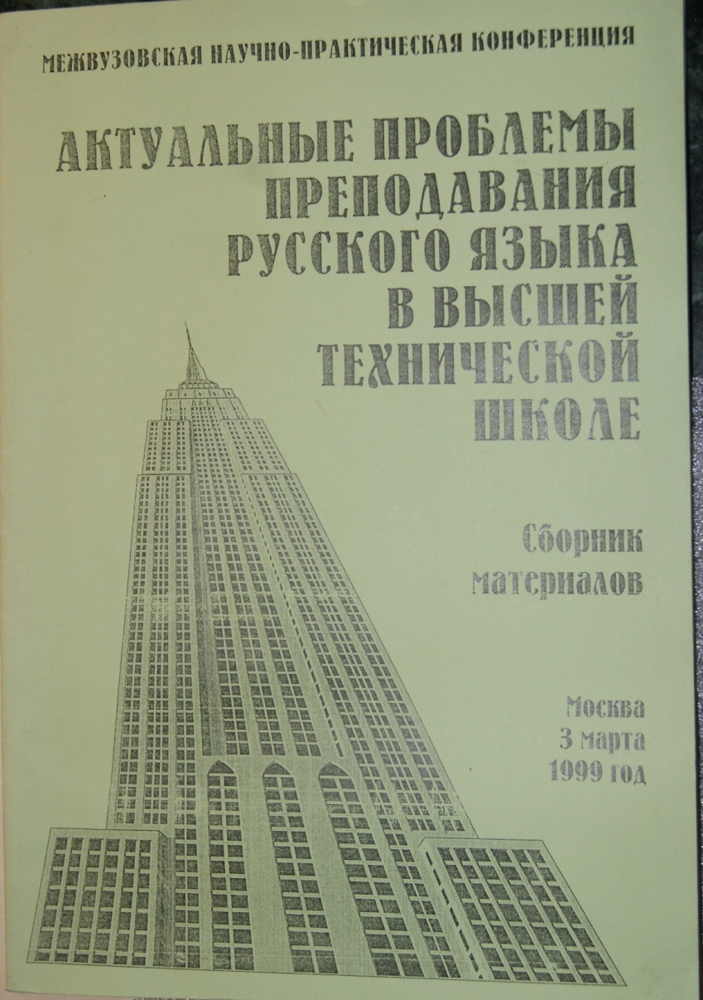 МЕЖВУЗОВСКАЯ НАУЧНО-ПРАКТИЧЕСКАЯ КОНФЕРЕНЦИЯ
АКТУАЛЬНЫЕ ПРОБЛЕМЫ
ПРЕПОДАВАНИЯ
РУССКОГО ЯЗЫКА
В ВЫСШЕЙ
ТЕХНИЧЕСКОЙ
ШКОЛЕ
Сборник
материалов
Москва
3 марта
1999 год